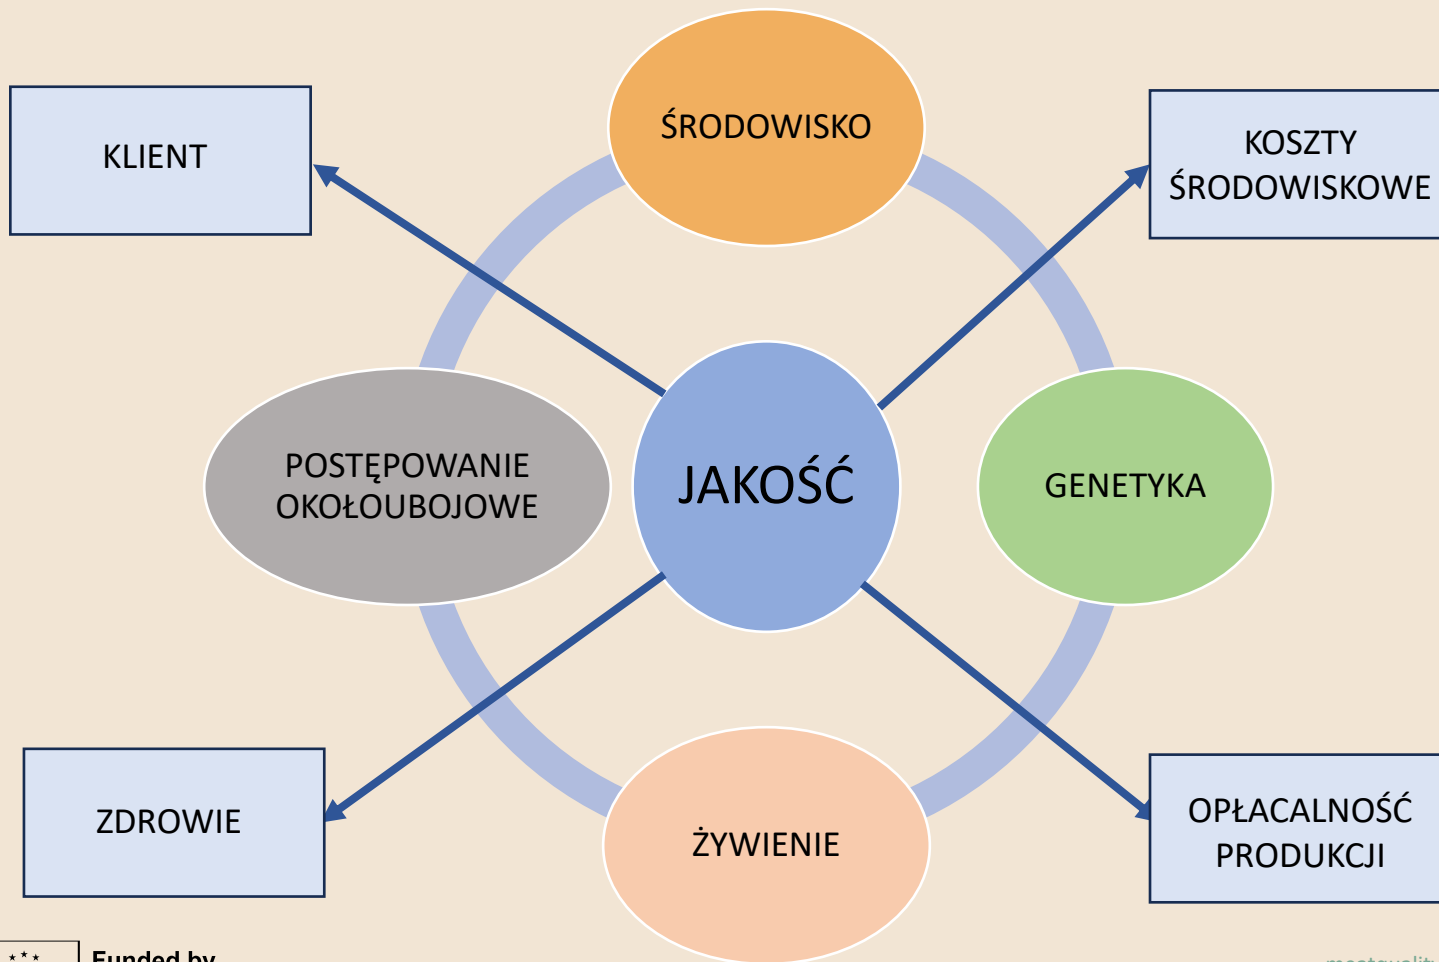 ŚRODOWISKO
KLIENT
KOSZTY
ŚRODOWISKOWE
POSTĘPOWANIE
OKOŁOUBOJOWE
JAKOŚĆ
GENETYKA
ZDROWIE
ŻYWIENIE
OPŁACALNOŚĆ
PRODUKCJI
Funded by